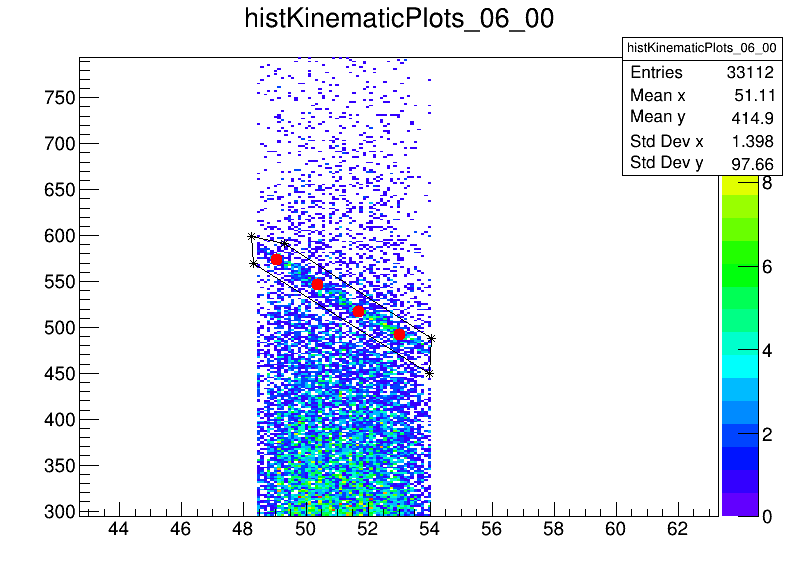 histKinematicPlots_06_00
histKinematicPlots_06_00
Entries 33112
Mean x 51.11
Mean y 414.9
Std Dev x 1.398
Std Dev y 97.66
750
700
650
600
550
500
450
400
350
300
8
6
4
2
0
44 46 48 50 52 54 56 58 60 62